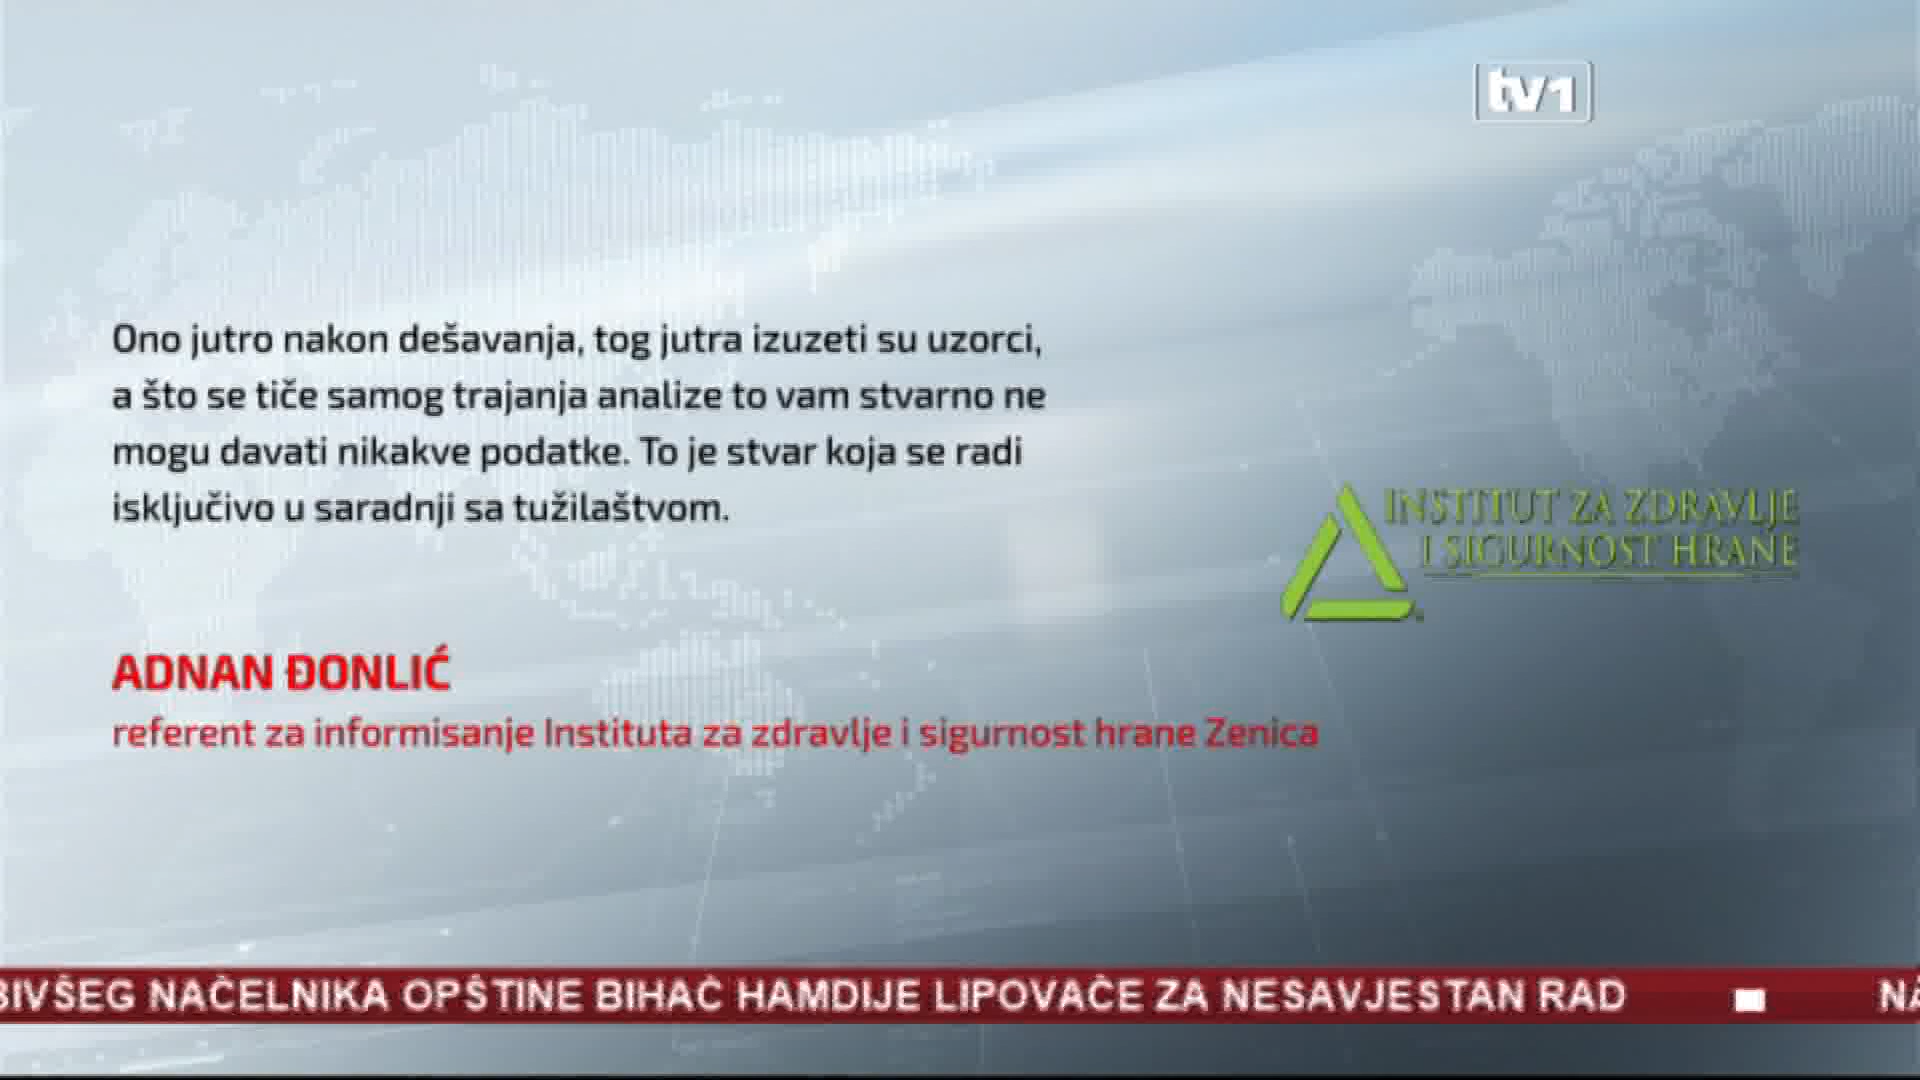 tv1
Ono jutro nakon dešavanja, tog jutra izuzeti su uzorci,
a što se tiče samog trajanja analize to vam stvarno ne
mogu davati nikakve podatke. To je stvar koja se radi
isključivo u saradnji sa tužilaštvom.
INSTITUT ZA ZDRAVLJE
I SIGURNOST HRANE
ADNAN ĐONLIĆ
referent za informisanje Instituta za zdravlje i sigurnost hrane Zenica
BIVŠEG NAČELNIKA OPŠTINE BIHAĆ HAMDIJE LIPOVAČE ZA NESAVJESTAN RAD